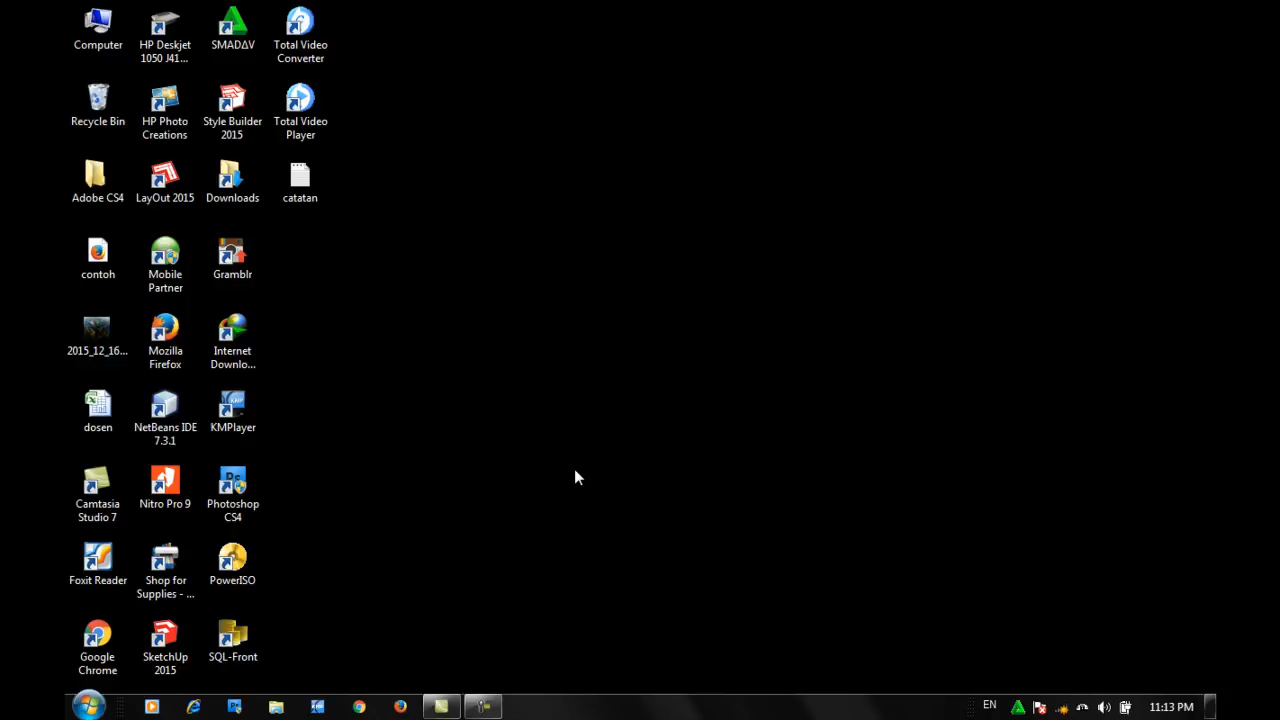 Computer
HP Deskjet
1050 J41...
SMADΔV
Total Video
Converter
Recycle Bin
HP Photo
Creations
Style Builder
2015
Total Video
Player
Adobe CS4
LayOut 2015
Downloads
catatan
contoh
Mobile
Partner
Gramblr
2015_12_16...
Mozilla
Firefox
Internet
Downlo...
dosen
NetBeans IDE
7.3.1
KMPlayer
Camtasia
Studio 7
Nitro Pro 9
Photoshop
CS4
Foxit Reader
Shop for
Supplies - ...
PowerISO
Google
Chrome
SketchUp
2015
SQL-Front
EN
11:13 PM